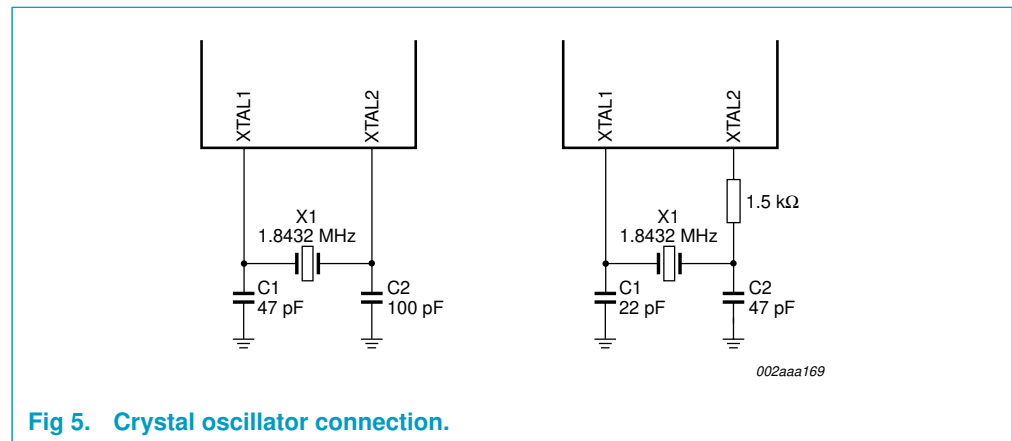 XTAL1
XTAL2
X1
1.8432 MHz
C1
47 pF
C2
100 pF
XTAL1
XTAL2
1.5 kΩ
X1
1.8432 MHz
C1
22 pF
C2
47 pF
002aaa169
Fig 5. Crystal oscillator connection.